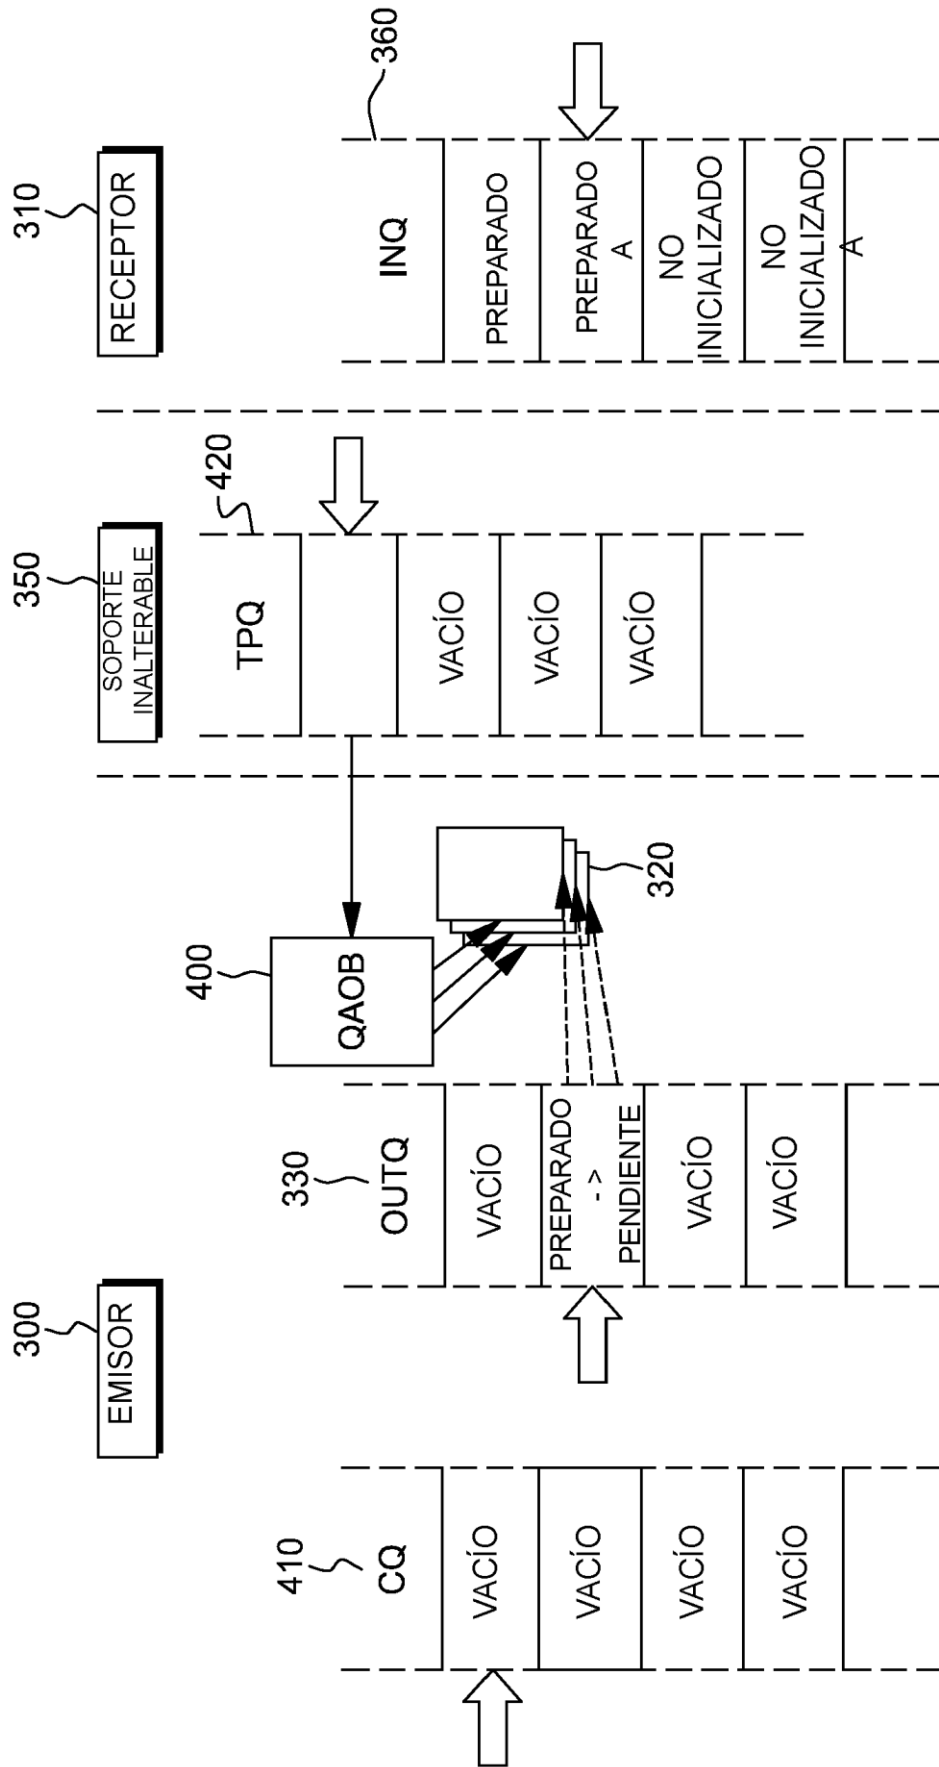 300
EMISOR
350
SOPORTE
INALTERABLE
310
RECEPTOR
410
CQ
VACÍO
VACÍO
VACÍO
VACÍO
330
OUTQ
VACÍO
PREPARADO
- >
PENDIENTE
VACÍO
VACÍO
400
QAOB
320
420
TPQ
VACÍO
VACÍO
VACÍO
360
INQ
PREPARADO
PREPARADO
A
NO
INICIALIZADO
NO
INICIALIZADO
A